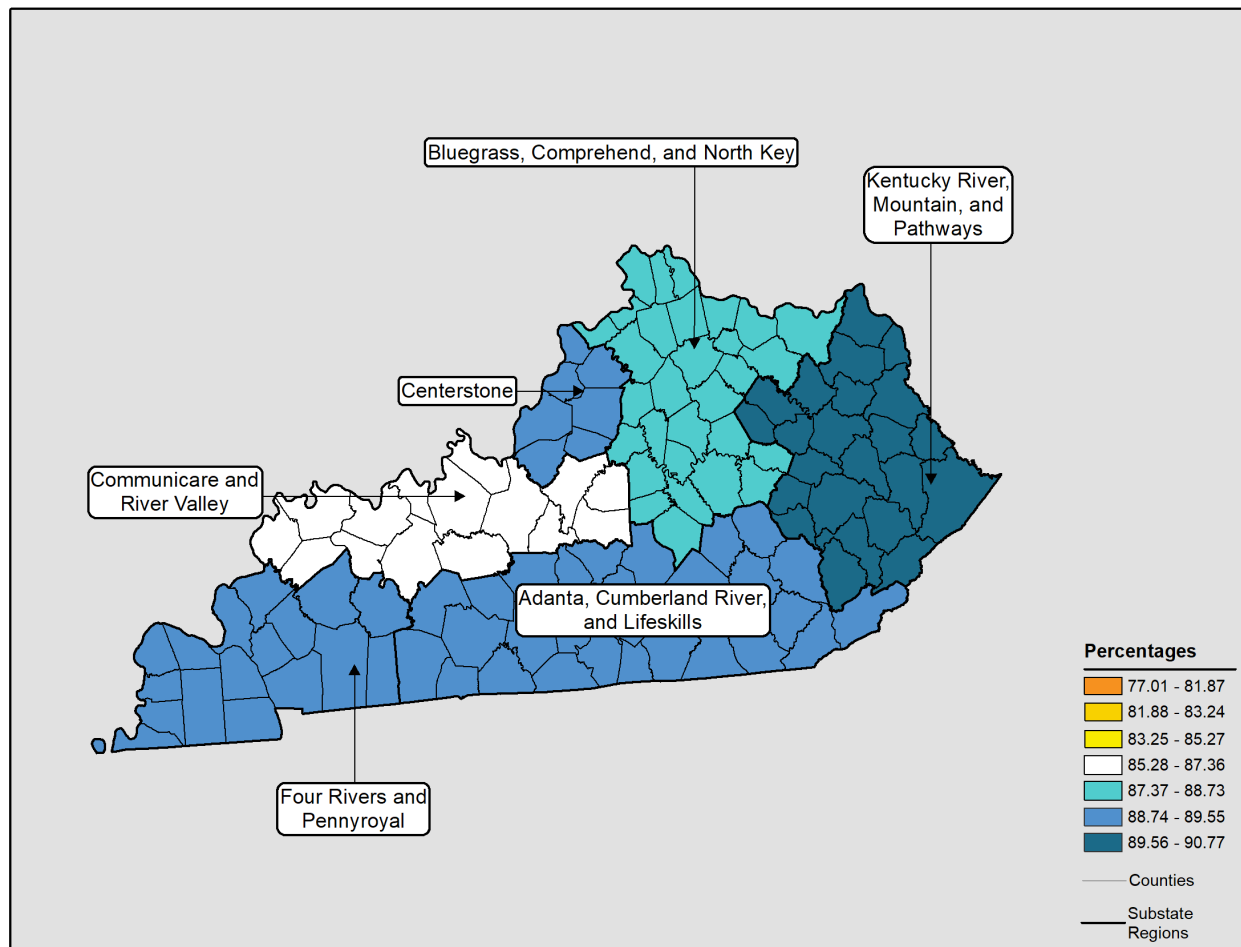 Bluegrass, Comprehend, and North Key
Kentucky River,
Mountain, and
Pathways
Centerstone
Communicare and
River Valley
Adanta, Cumberland River,
and Lifeskills
Four Rivers and
Pennyroyal
Percentages
77.01 - 81.87
81.88 - 83.24
83.25 - 85.27
85.28 - 87.36
87.37 - 88.73
88.74 - 89.55
89.56 - 90.77
Counties
Substate
Regions